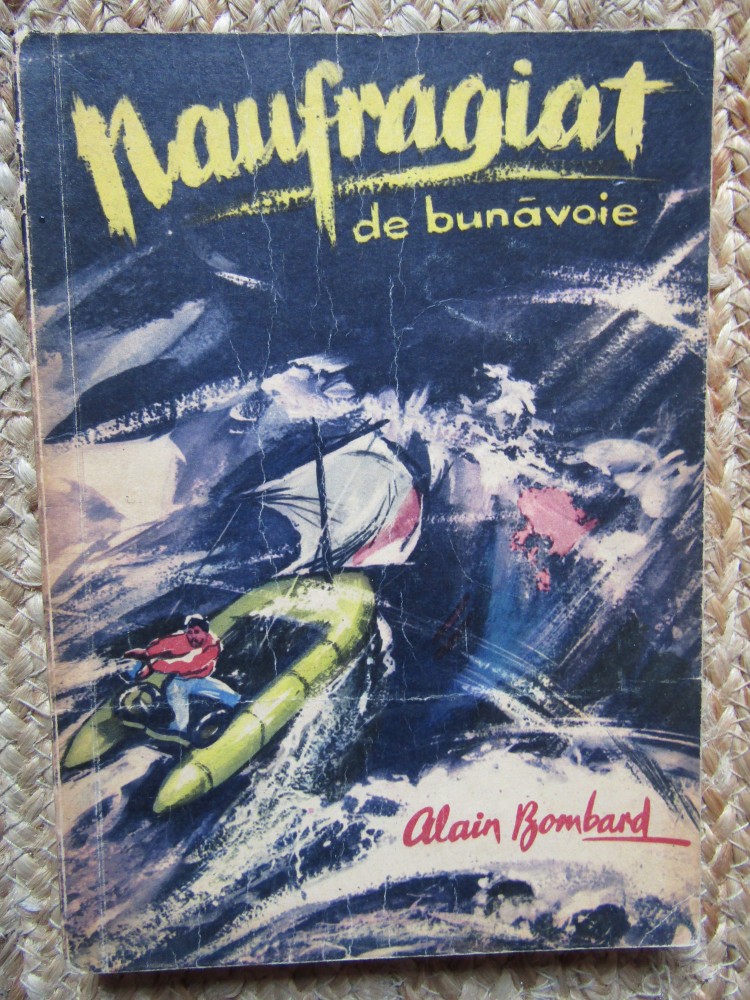 Naufragiat
de bunăvoie
Alain Bombard